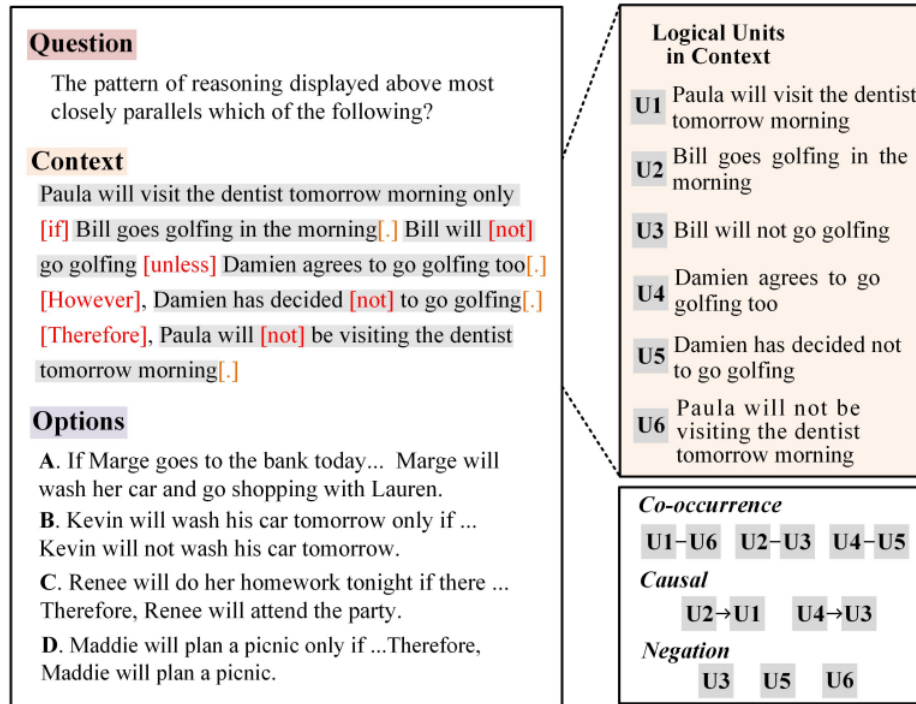 Question
The pattern of reasoning displayed above most
closely parallels which of the following?
Context
Paula will visit the dentist tomorrow morning only
[if] Bill goes golfing in the morning[.] Bill will [not]
go golfing [unless] Damien agrees to go golfing too[.]
[However], Damien has decided [not] to go golfing[.]
[Therefore], Paula will [not] be visiting the dentist
tomorrow morning[.]
Options
A. If Marge goes to the bank today... Marge will
wash her car and go shopping with Lauren.
B. Kevin will wash his car tomorrow only if ...
Kevin will not wash his car tomorrow.
C. Renee will do her homework tonight if there ...
Therefore, Renee will attend the party.
D. Maddie will plan a picnic only if ...Therefore,
Maddie will plan a picnic.
Logical Units
in Context
U1 Paula will visit the dentist
tomorrow morning
U2 Bill goes golfing in the
morning
U3 Bill will not go golfing
U4 Damien agrees to go
golfing too
U5 Damien has decided not
to go golfing
U6 Paula will not be
visiting the dentist
tomorrow morning
Co-occurrence
U1–U6 U2–U3 U4–U5
Causal
U2→U1 U4→U3
Negation
U3 U5 U6